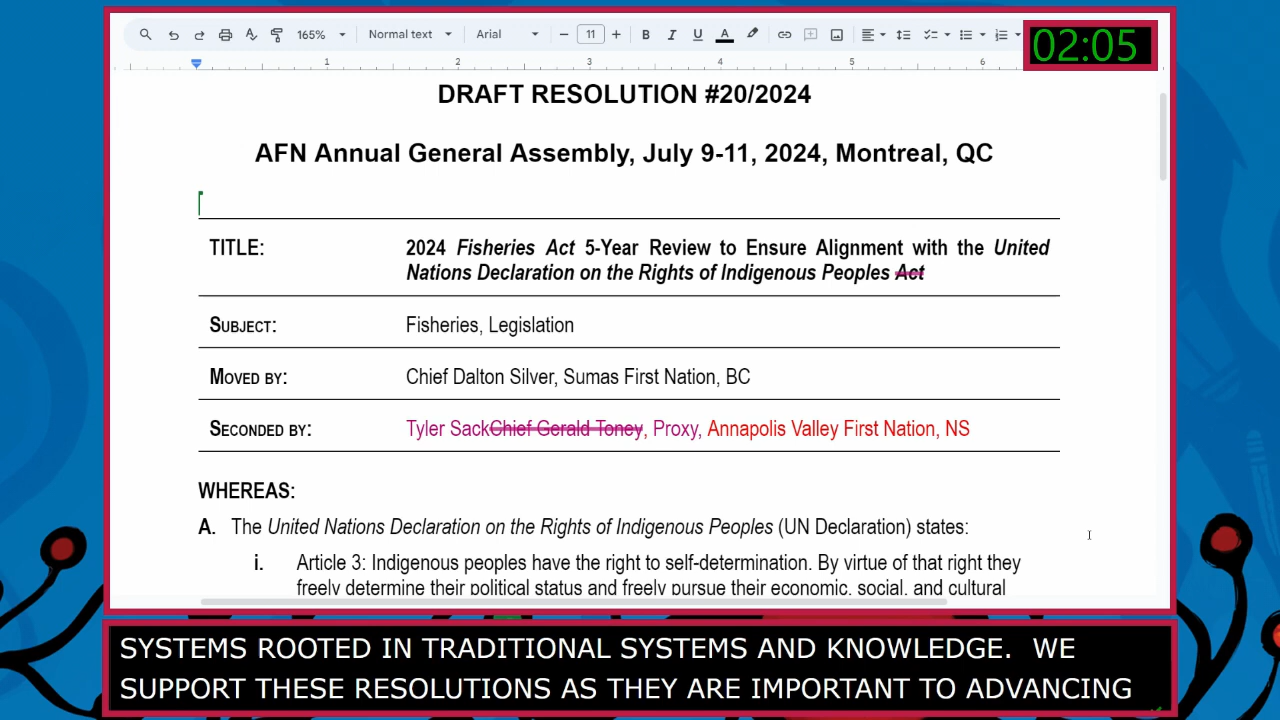 165% Normal text Arial 11 B I U A
02:05
1 2 3 4 5 6
DRAFT RESOLUTION #20/2024
AFN Annual General Assembly, July 9-11, 2024, Montreal, QC
TITLE: 2024 Fisheries Act 5-Year Review to Ensure Alignment with the United
Nations Declaration on the Rights of Indigenous Peoples Act
SUBJECT: Fisheries, Legislation
MOVED BY: Chief Dalton Silver, Sumas First Nation, BC
SECONDED BY: Tyler SackChief Gerald Toney, Proxy, Annapolis Valley First Nation, NS
WHEREAS:
A. The United Nations Declaration on the Rights of Indigenous Peoples (UN Declaration) states:
i. Article 3: Indigenous peoples have the right to self-determination. By virtue of that right they
freely determine their political status and freely pursue their economic, social, and cultural
SYSTEMS ROOTED IN TRADITIONAL SYSTEMS AND KNOWLEDGE. WE
SUPPORT THESE RESOLUTIONS AS THEY ARE IMPORTANT TO ADVANCING